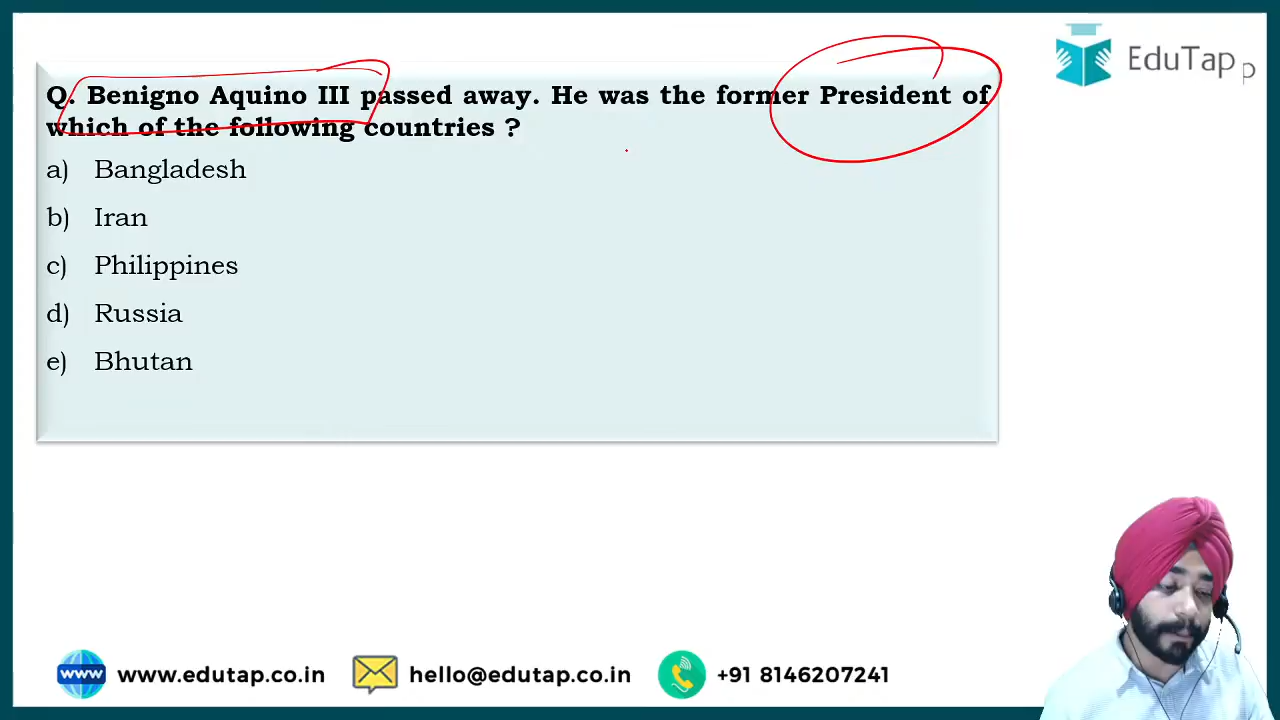 EduTap
p
Q. Benigno Aquino III passed away. He was the former President of
which of the following countries ?
a) Bangladesh
b) Iran
c) Philippines
d) Russia
e) Bhutan
www www.edutap.co.in hello@edutap.co.in +91 8146207241